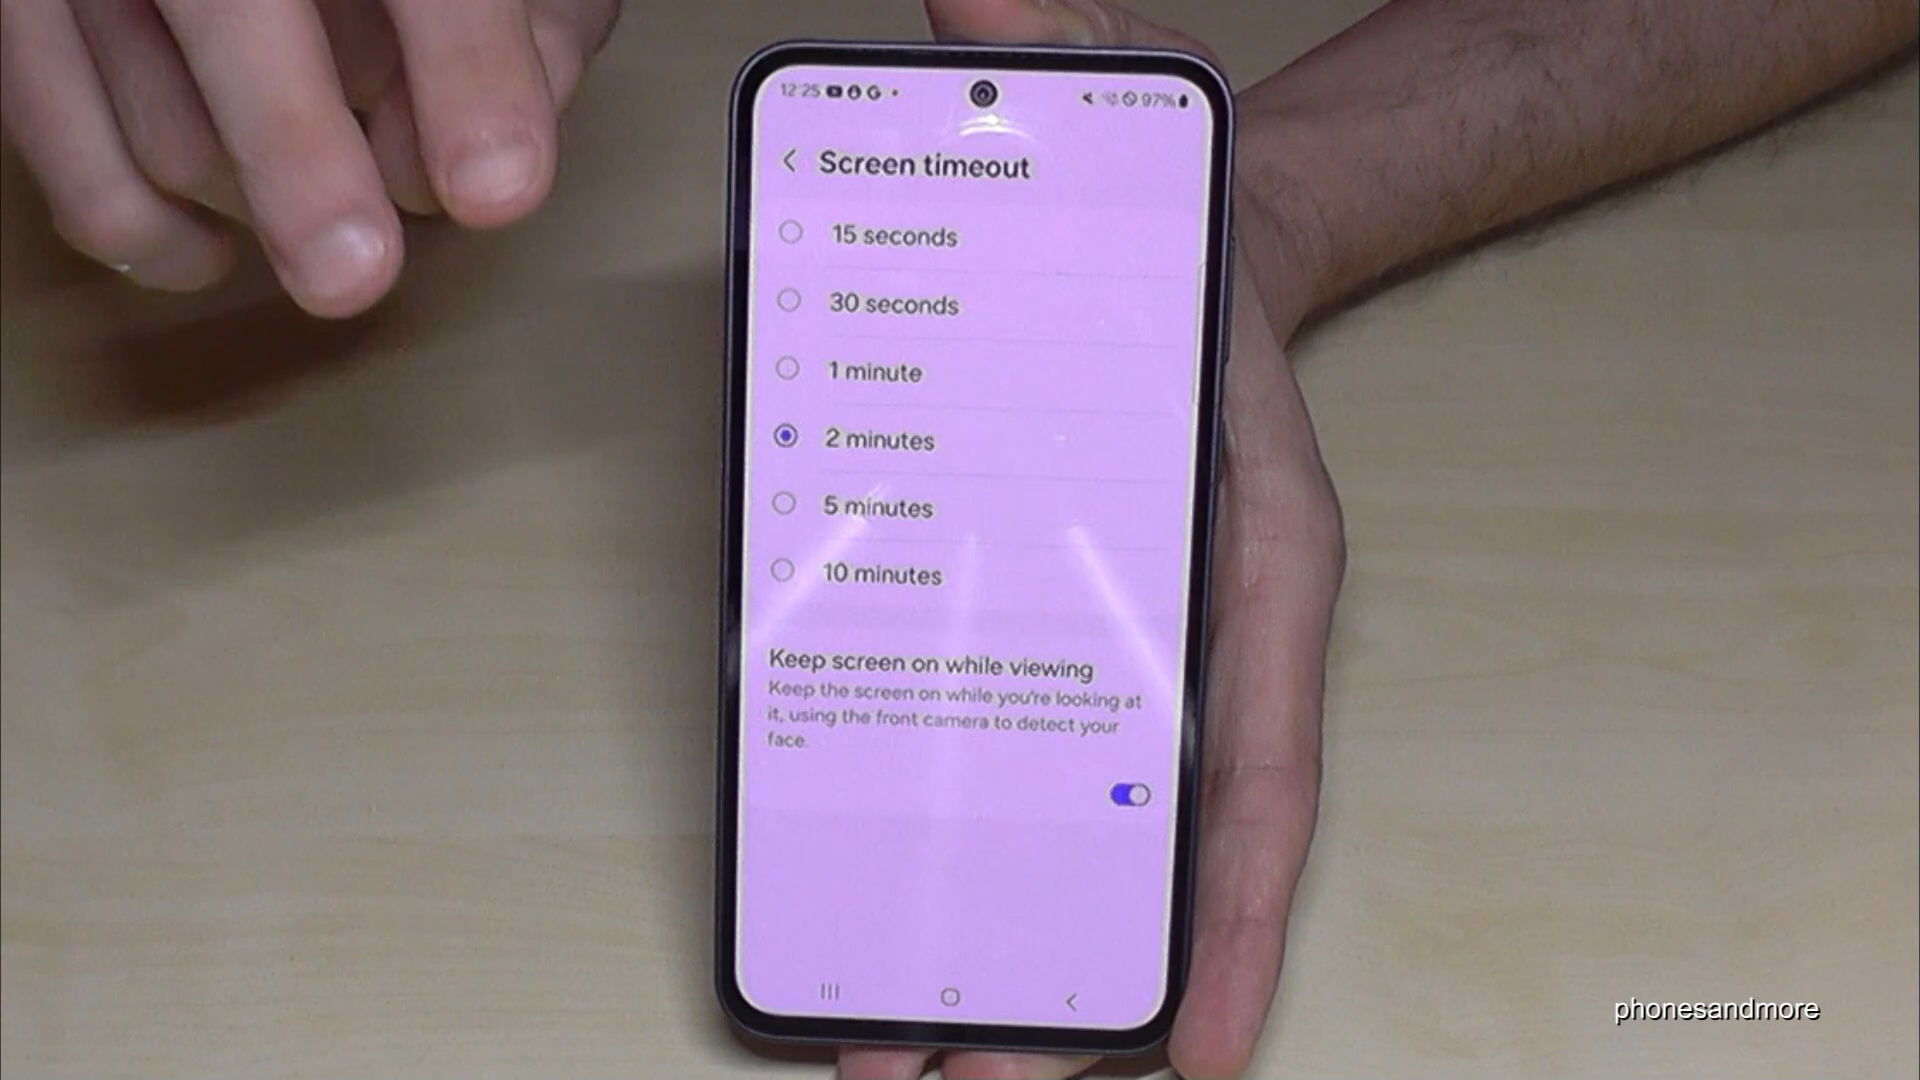 12:25 97%
Screen timeout
15 seconds
30 seconds
1 minute
2 minutes
5 minutes
10 minutes
Keep screen on while viewing
Keep the screen on while you're looking at
it, using the front camera to detect your
face.
phonesandmore